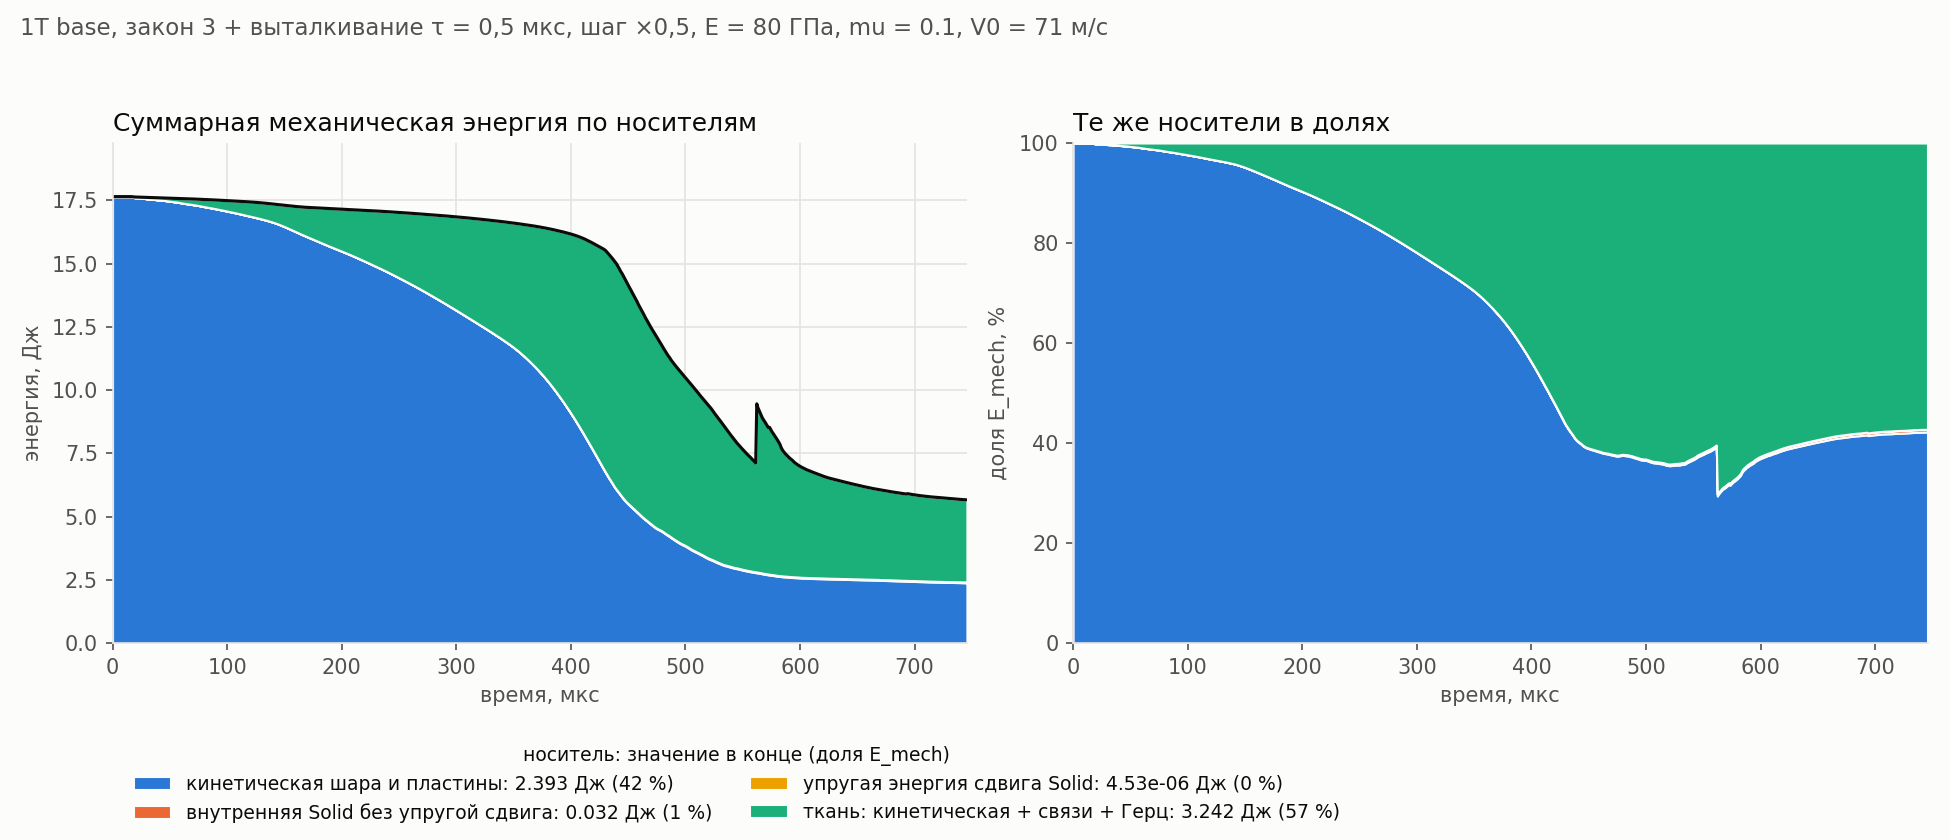 1T base, закон 3 + выталкивание τ = 0,5 мкс, шаг ×0,5, E = 80 ГПа, mu = 0.1, V0 = 71 м/с
Суммарная механическая энергия по носителям
энергия, Дж
17.5
15.0
12.5
10.0
7.5
5.0
2.5
0.0
0 100 200 300 400 500 600 700
время, мкс
Те же носители в долях
доля E_mech, %
100
80
60
40
20
0
0 100 200 300 400 500 600 700
время, мкс
носитель: значение в конце (доля E_mech)
кинетическая шара и пластины: 2.393 Дж (42 %)
внутренняя Solid без упругой сдвига: 0.032 Дж (1 %)
упругая энергия сдвига Solid: 4.53e-06 Дж (0 %)
ткань: кинетическая + связи + Герц: 3.242 Дж (57 %)